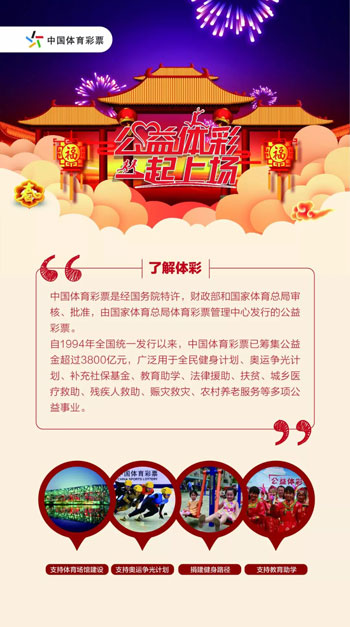 中国体育彩票
公益体彩
一起上场
福
福
春
了解体彩
中国体育彩票是经国务院特许，财政部和国家体育总局审
核、批准，由国家体育总局体育彩票管理中心发行的公益
彩票。
自1994年全国统一发行以来，中国体育彩票已筹集公益
金超过3800亿元，广泛用于全民健身计划、奥运争光计
划、补充社保基金、教育助学、法律援助、扶贫、城乡医
疗救助、残疾人救助、赈灾救灾、农村养老服务等多项公
益事业。
中国体育彩票
CHINA SPORTS LOTTERY
公益体彩
支持体育场馆建设
支持奥运争光计划
捐建健身路径
支持教育助学